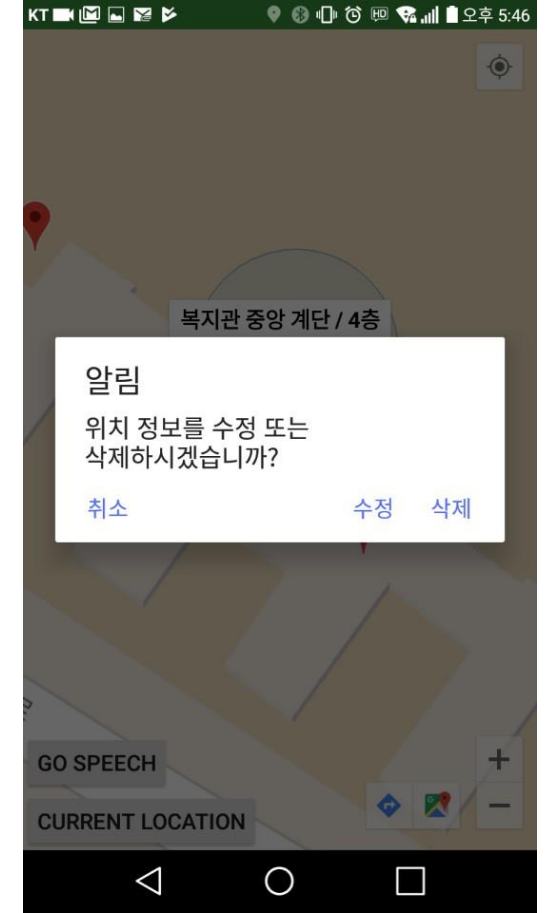 KT 오후 5:46
복지관 중앙 계단 / 4층
알림
위치 정보를 수정 또는
삭제하시겠습니까?
취소 수정 삭제
GO SPEECH
CURRENT LOCATION